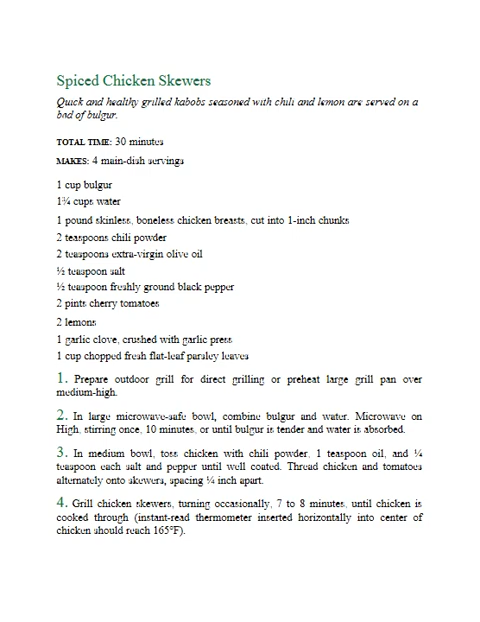 Spiced Chicken Skewers
Quick and healthy grilled kabobs seasoned with chili and lemon are served on a
bed of bulgur.
TOTAL TIME: 30 minutes
MAKES: 4 main-dish servings
1 cup bulgur
1¾ cups water
1 pound skinless, boneless chicken breasts, cut into 1-inch chunks
2 teaspoons chili powder
2 teaspoons extra-virgin olive oil
½ teaspoon salt
½ teaspoon freshly ground black pepper
2 pints cherry tomatoes
2 lemons
1 garlic clove, crushed with garlic press
1 cup chopped fresh flat-leaf parsley leaves
1. Prepare outdoor grill for direct grilling or preheat large grill pan over
medium-high.
2. In large microwave-safe bowl, combine bulgur and water. Microwave on
High, stirring once, 10 minutes, or until bulgur is tender and water is absorbed.
3. In medium bowl, toss chicken with chili powder, 1 teaspoon oil, and ¼
teaspoon each salt and pepper until well coated. Thread chicken and tomatoes
alternately onto skewers, spacing ¼ inch apart.
4. Grill chicken skewers, turning occasionally, 7 to 8 minutes, until chicken is
cooked through (instant-read thermometer inserted horizontally into center of
chicken should reach 165°F).